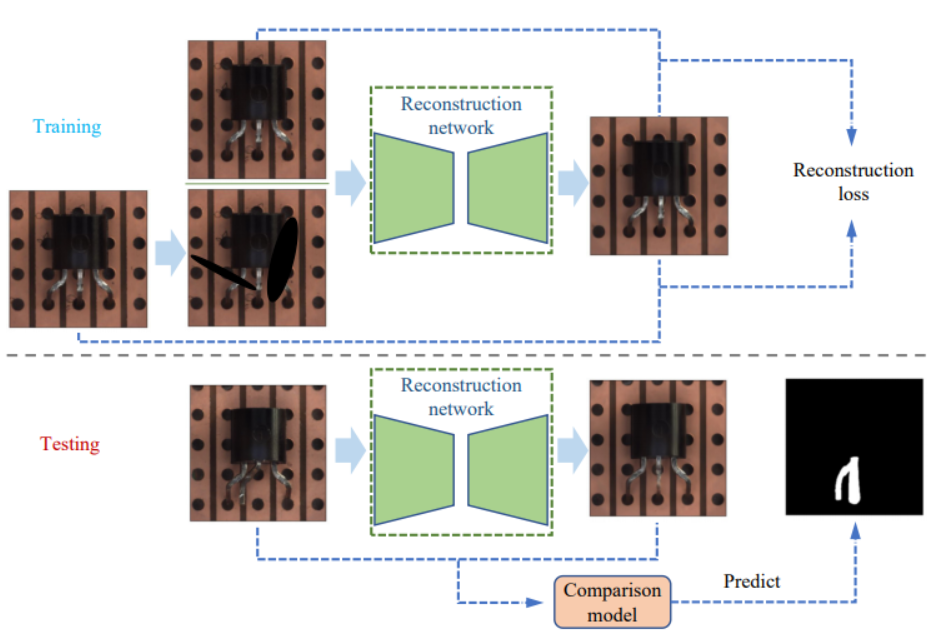 Reconstruction
network
Training
Reconstruction
loss
Reconstruction
network
Testing
Comparison
model
Predict